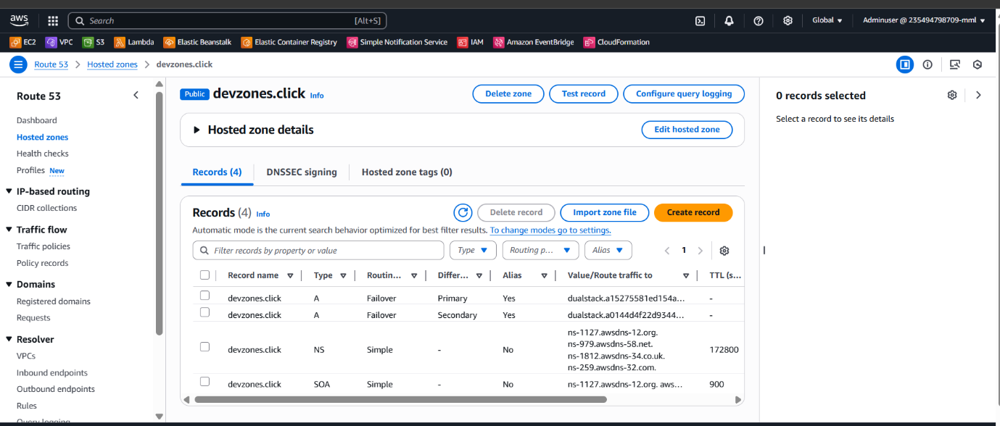 aws
Search [Alt+S]
Global
Adminuser @ 235494798709-mml
EC2 VPC S3 Lambda Elastic Beanstalk Elastic Container Registry Simple Notification Service IAM Amazon EventBridge CloudFormation
Route 53 Hosted zones devzones.click
Route 53
Dashboard
Hosted zones
Health checks
Profiles New
IP-based routing
CIDR collections
Traffic flow
Traffic policies
Policy records
Domains
Registered domains
Requests
Resolver
VPCs
Inbound endpoints
Outbound endpoints
Rules
Query logging
Public devzones.click Info
Delete zone Test record Configure query logging
Hosted zone details Edit hosted zone
Records (4) DNSSEC signing Hosted zone tags (0)
Records (4) Info Delete record Import zone file Create record
Automatic mode is the current search behavior optimized for best filter results. To change modes go to settings.
Filter records by property or value Type Routing p... Alias 1
Record name Type Routin... Differ... Alias Value/Route traffic to TTL (s...
devzones.click A Failover Primary Yes dualstack.a15275581ed154a... -
devzones.click A Failover Secondary Yes dualstack.a0144d4f22d9344... -
devzones.click NS Simple - No ns-1127.awsdns-12.org. 172800
ns-979.awsdns-58.net.
ns-1812.awsdns-34.co.uk.
ns-259.awsdns-32.com.
devzones.click SOA Simple - No ns-1127.awsdns-12.org. aws... 900
0 records selected
Select a record to see its details